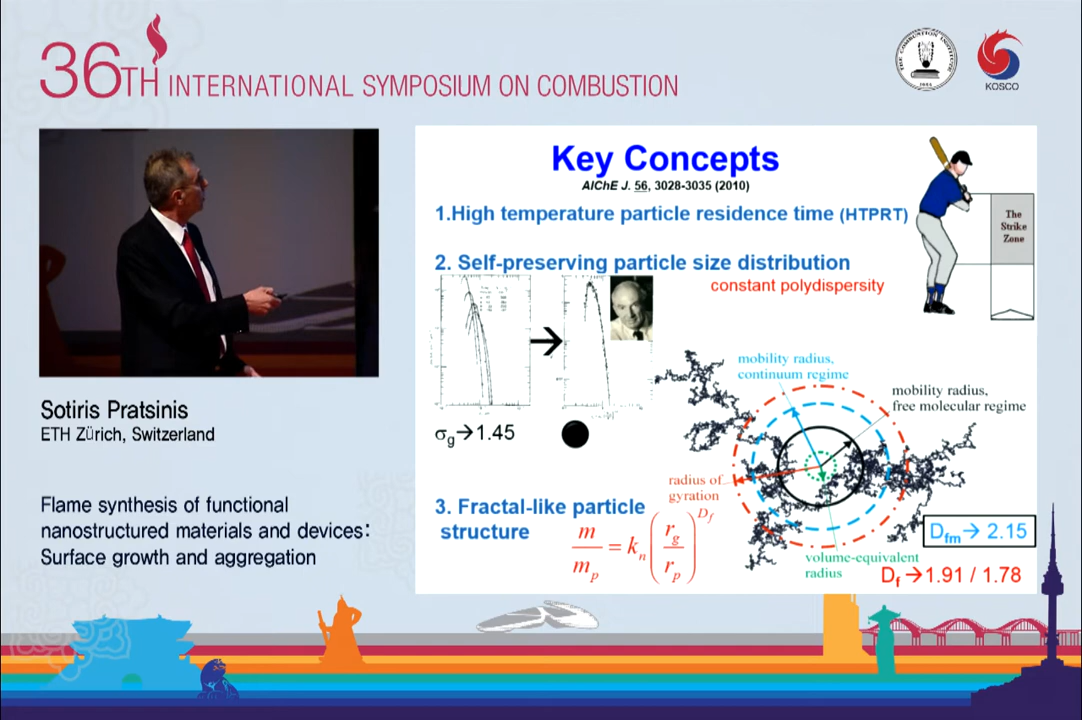 36TH INTERNATIONAL SYMPOSIUM ON COMBUSTION
THE COMBUSTION INSTITUTE
KOSCO
Key Concepts
AIChE J. 56, 3028-3035 (2010)
1.High temperature particle residence time (HTPRT)
The
Strike
Zone
2. Self-preserving particle size distribution
constant polydispersity
σg→1.45
mobility radius,
continuum regime
mobility radius,
free molecular regime
radius of
gyration
3. Fractal-like particle
structure
m/mp = kn (rg/rp)^Df
volume-equivalent
radius
Dfm→ 2.15
Df→1.91 / 1.78
Sotiris Pratsinis
ETH Zürich, Switzerland
Flame synthesis of functional
nanostructured materials and devices:
Surface growth and aggregation